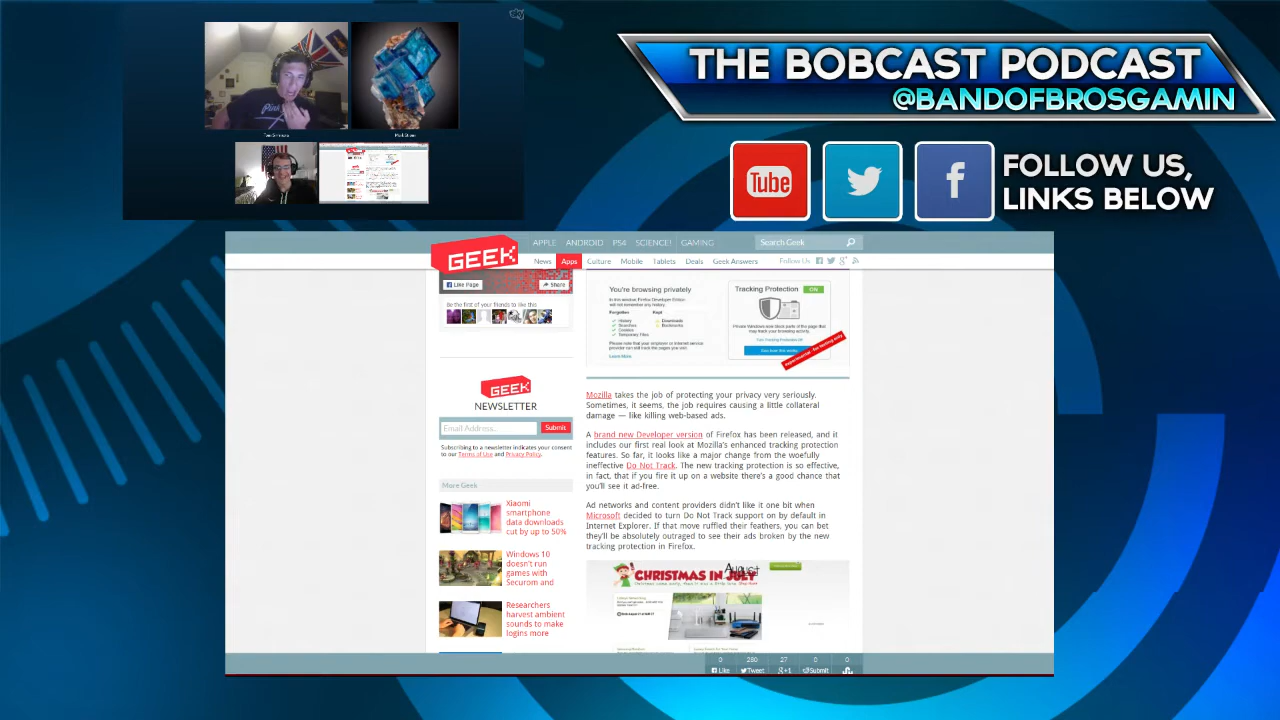 THE BOBCAST PODCAST
@BANDOFBROSGAMIN
Tube
f
FOLLOW US,
LINKS BELOW
GEEK
APPLE ANDROID PS4 SCIENCE! GAMING
Search Geek
News Apps Culture Mobile Tablets Deals Geek Answers
Follow Us
Like Page
Share
Be the first of your friends to like this
GEEK
NEWSLETTER
Email Address...
Submit
Subscribing to a newsletter indicates your consent
to our Terms of Use and Privacy Policy.
More Geek
Xiaomi
smartphone
data downloads
cut by up to 50%
Windows 10
doesn't run
games with
Securom and
Researchers
harvest ambient
sounds to make
logins more
You're browsing privately
Forgotten Kept
History
Searches
Cookies
Temporary Files
Downloads
Bookmarks
Learn More
Tracking Protection ON
Mozilla takes the job of protecting your privacy very seriously.
Sometimes, it seems, the job requires causing a little collateral
damage — like killing web-based ads.
A brand new Developer version of Firefox has been released, and it
includes our first real look at Mozilla's enhanced tracking protection
features. So far, it looks like a major change from the woefully
ineffective Do Not Track. The new tracking protection is so effective,
in fact, that if you fire it up on a website there's a good chance that
you'll see it ad-free.
Ad networks and content providers didn't like it one bit when
Microsoft decided to turn Do Not Track support on by default in
Internet Explorer. If that move ruffled their feathers, you can bet
they'll be absolutely outraged to see their ads broken by the new
tracking protection in Firefox.
August
CHRISTMAS IN JULY
0 280 27 0 0
Like Tweet +1 Submit